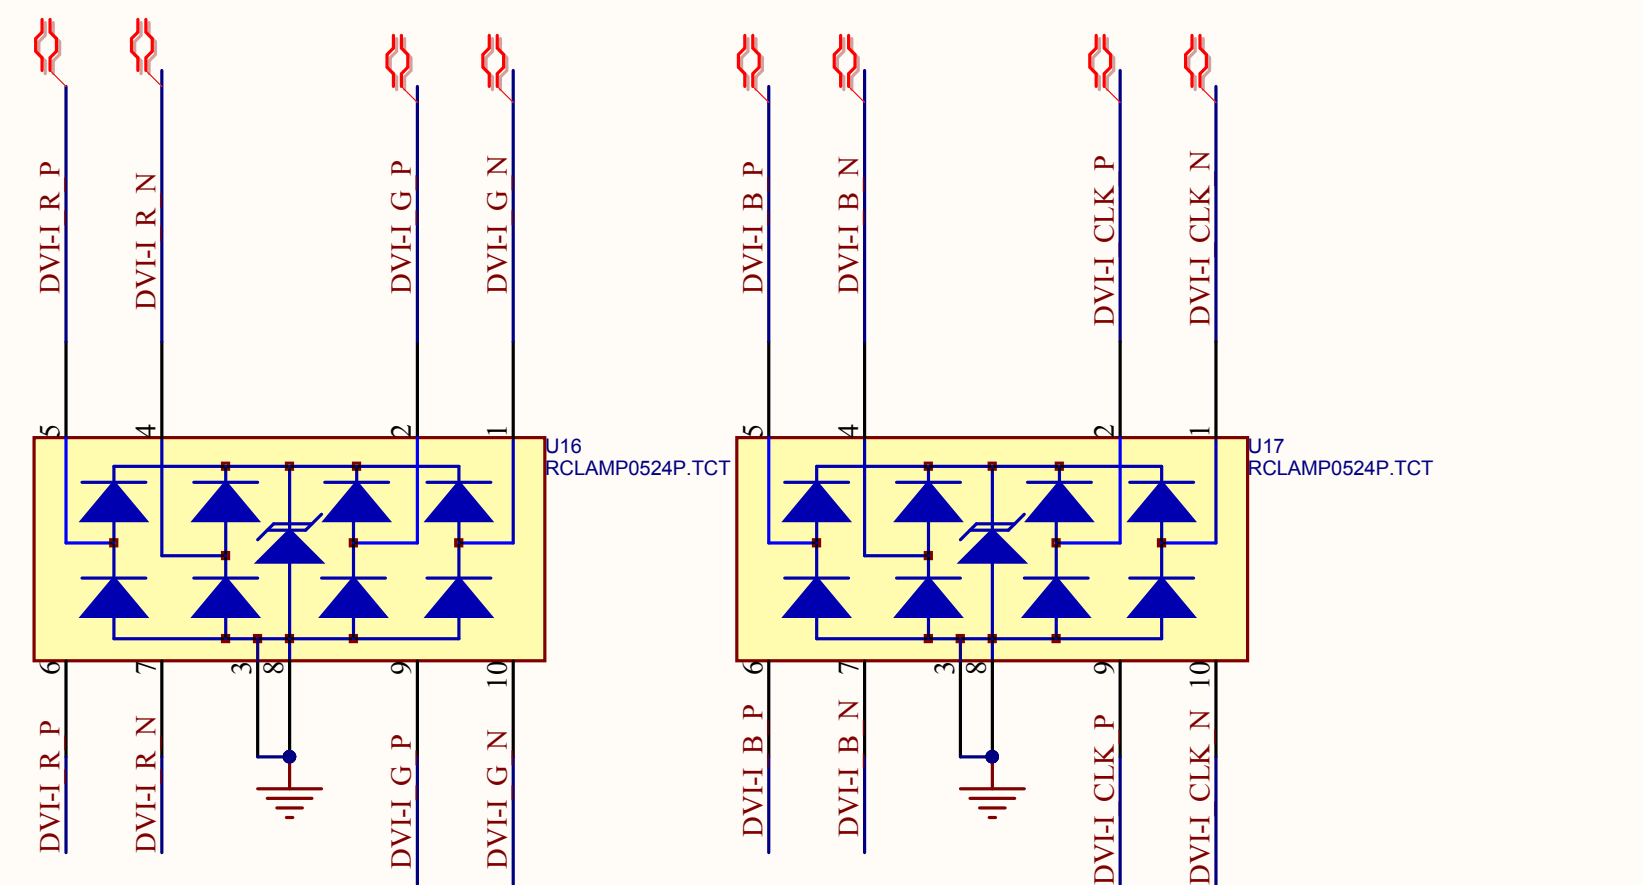 DVI-I R P
DVI-I R N
DVI-I G P
DVI-I G N
DVI-I B P
DVI-I B N
DVI-I CLK P
DVI-I CLK N
5
4
2
1
U16
RCLAMP0524P.TCT
5
4
2
1
U17
RCLAMP0524P.TCT
6
7
3
8
9
10
6
7
3
8
9
10
DVI-I R P
DVI-I R N
DVI-I G P
DVI-I G N
DVI-I B P
DVI-I B N
DVI-I CLK P
DVI-I CLK N